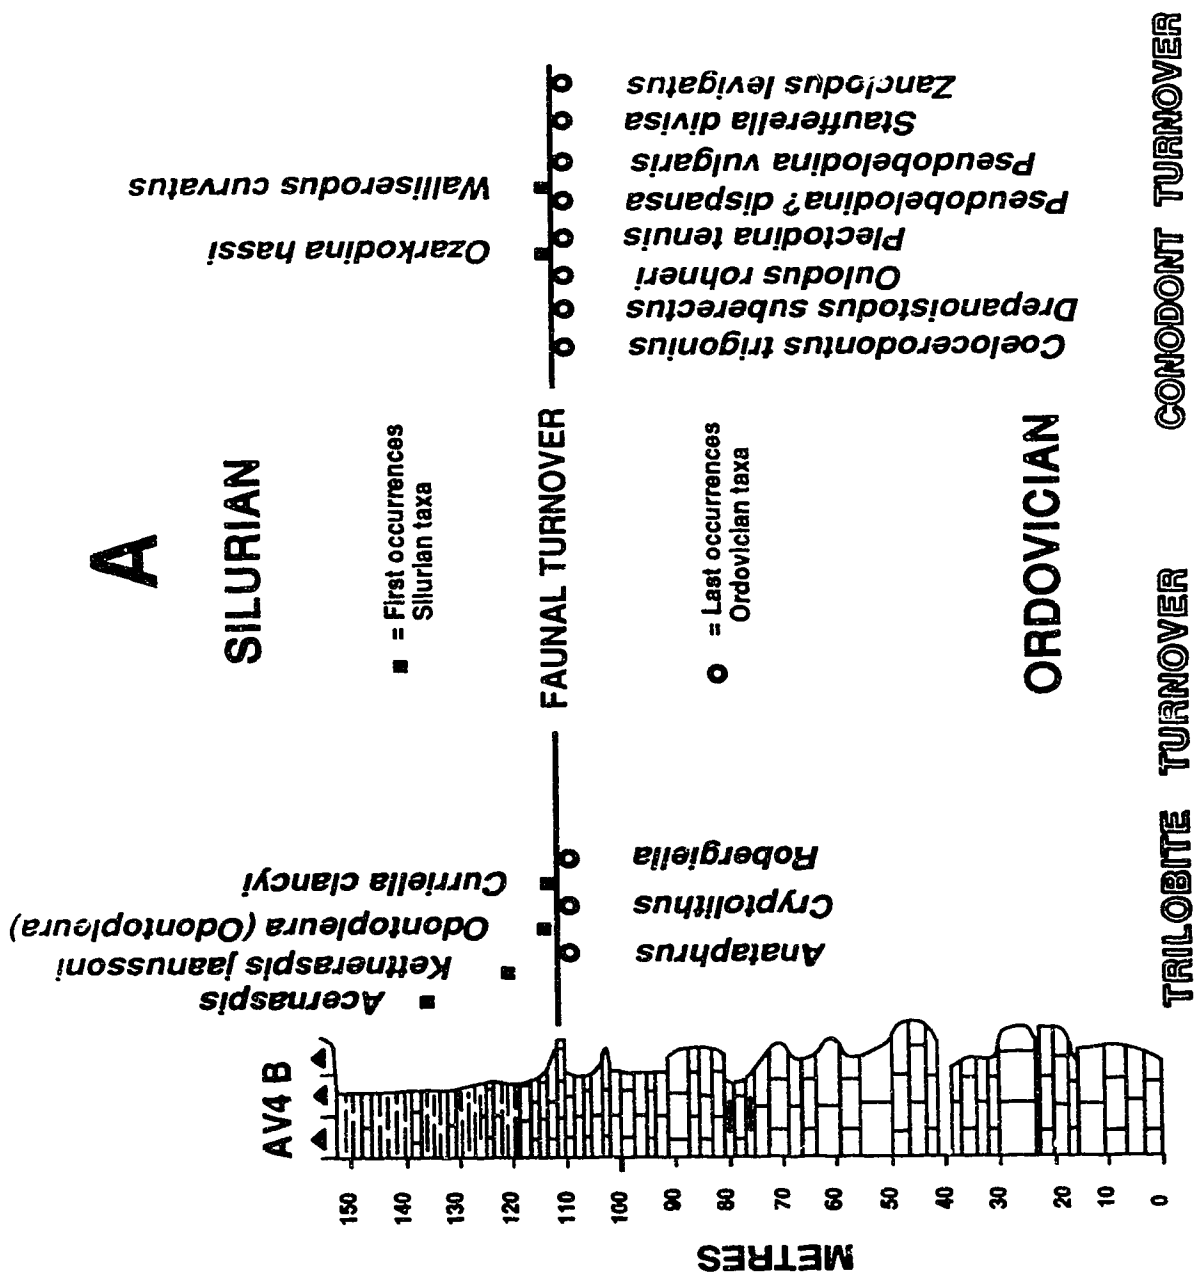 A
AV4 B
SILURIAN
Acernaspis
Kettneraspis jaanussoni
Odontopleura (Odontopleura)
Curriella clancyi
Ozarkodina hassi
Walliserodus curvatus
■ = First occurrences
Silurian taxa
FAUNAL TURNOVER
O = Last occurrences
Ordovician taxa
Anataphrus
Cryptolithus
Robergiella
Coelocerodontus trigonius
Drepanoistodus suberectus
Oulodus rohneri
Plectodina tenuis
Pseudobelodina? dispansa
Pseudobelodina vulgaris
Staufferella divisa
Zanclodus levigatus
ORDOVICIAN
METRES
150
140
130
120
110
100
90
80
70
60
50
40
30
20
10
0
TRILOBITE TURNOVER
CONODONT TURNOVER